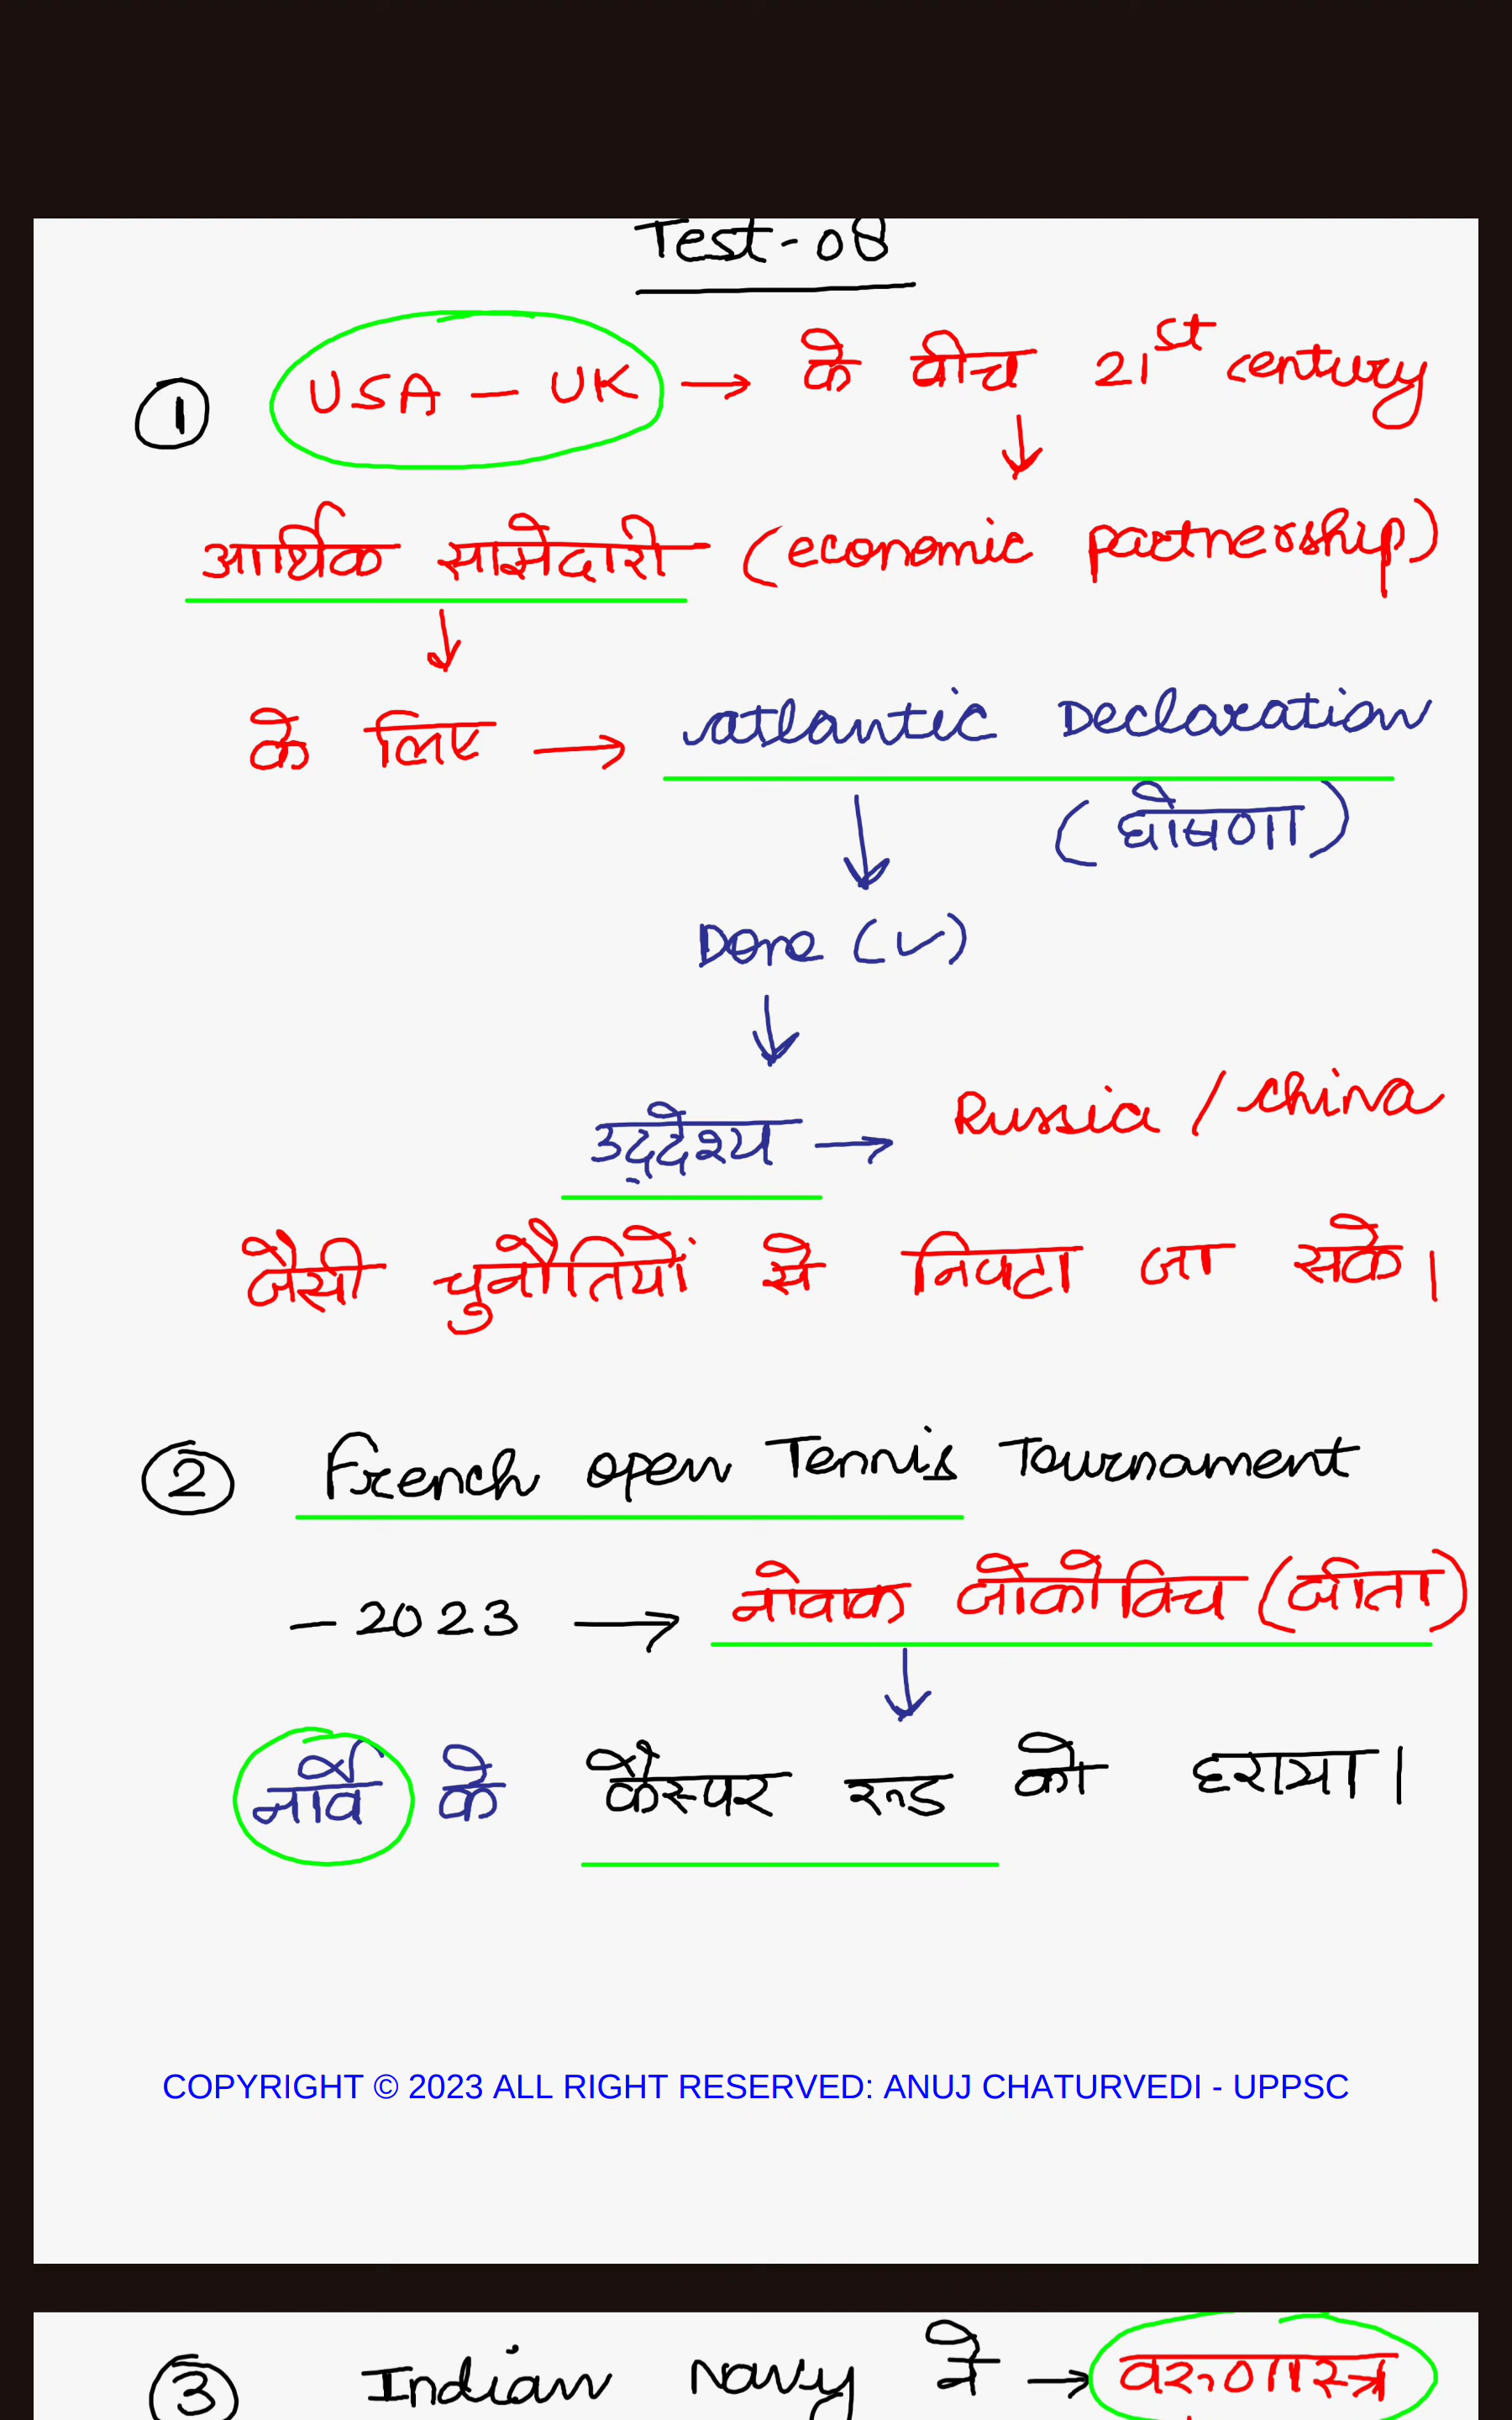 Test-08
① USA – UK → के बीच 21st century
↓
आर्थिक साझेदारी (economic partnership)
↓
के लिए → atlantic Declaration
(घोषणा)
↓
Done (✓)
↓
उद्देश्य → Rusia / China
जैसी चुनौतियों से निपटा जा सके।
② French open Tennis Tournament
– 2023 → नोवाक जोकोविच (जीता)
↓
नार्वे के कैस्पर रूड को हराया।
COPYRIGHT © 2023 ALL RIGHT RESERVED: ANUJ CHATURVEDI - UPPSC
③ Indian Navy ने → वरुणास्त्र